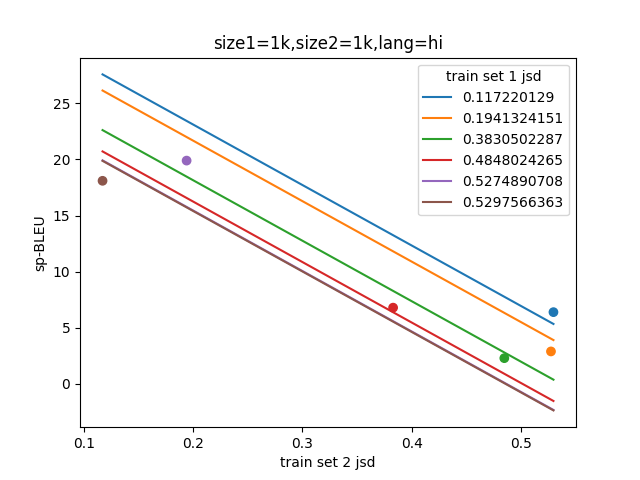 size1=1k,size2=1k,lang=hi
train set 1 jsd
0.117220129
0.1941324151
0.3830502287
0.4848024265
0.5274890708
0.5297566363
sp-BLEU
25
20
15
10
5
0
0.1 0.2 0.3 0.4 0.5
train set 2 jsd